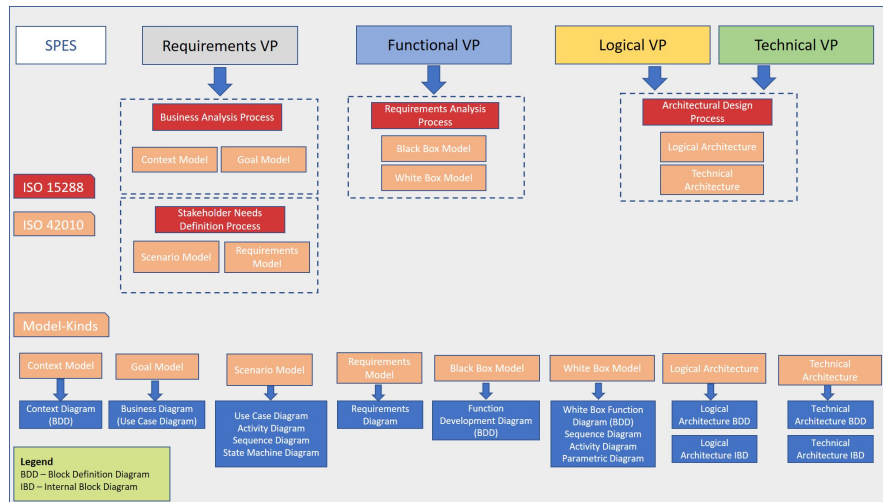 SPES
Requirements VP
Functional VP
Logical VP
Technical VP
Business Analysis Process
Context Model
Goal Model
Requirements Analysis
Process
Black Box Model
White Box Model
Architectural Design
Process
Logical Architecture
Technical
Architecture
ISO 15288
ISO 42010
Stakeholder Needs
Definition Process
Scenario Model
Requirements
Model
Model-Kinds
Context Model
Goal Model
Scenario Model
Requirements
Model
Black Box Model
White Box Model
Logical Architecture
Technical
Architecture
Context Diagram
(BDD)
Business Diagram
(Use Case Diagram)
Use Case Diagram
Activity Diagram
Sequence Diagram
State Machine Diagram
Requirements
Diagram
Function
Development Diagram
(BDD)
White Box Function
Diagram (BDD)
Sequence Diagram
Activity Diagram
Parametric Diagram
Logical
Architecture BDD
Logical
Architecture IBD
Technical
Architecture BDD
Technical
Architecture IBD
Legend
BDD – Block Definition Diagram
IBD – Internal Block Diagram